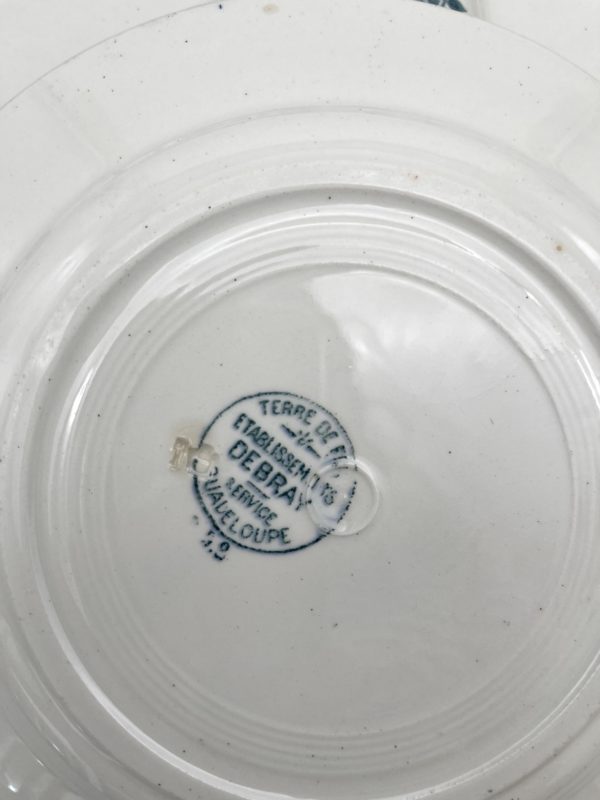 TERRE DE
ETABLISSEMENTS
DEBRAY
SERVICE
GUADELOUPE